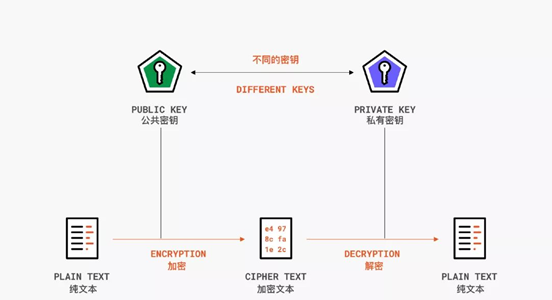 不同的密钥
DIFFERENT KEYS
PUBLIC KEY
公共密钥
PRIVATE KEY
私有密钥
e4 97
8c fa
1e 2c
ENCRYPTION
加密
DECRYPTION
解密
PLAIN TEXT
纯文本
CIPHER TEXT
加密文本
PLAIN TEXT
纯文本